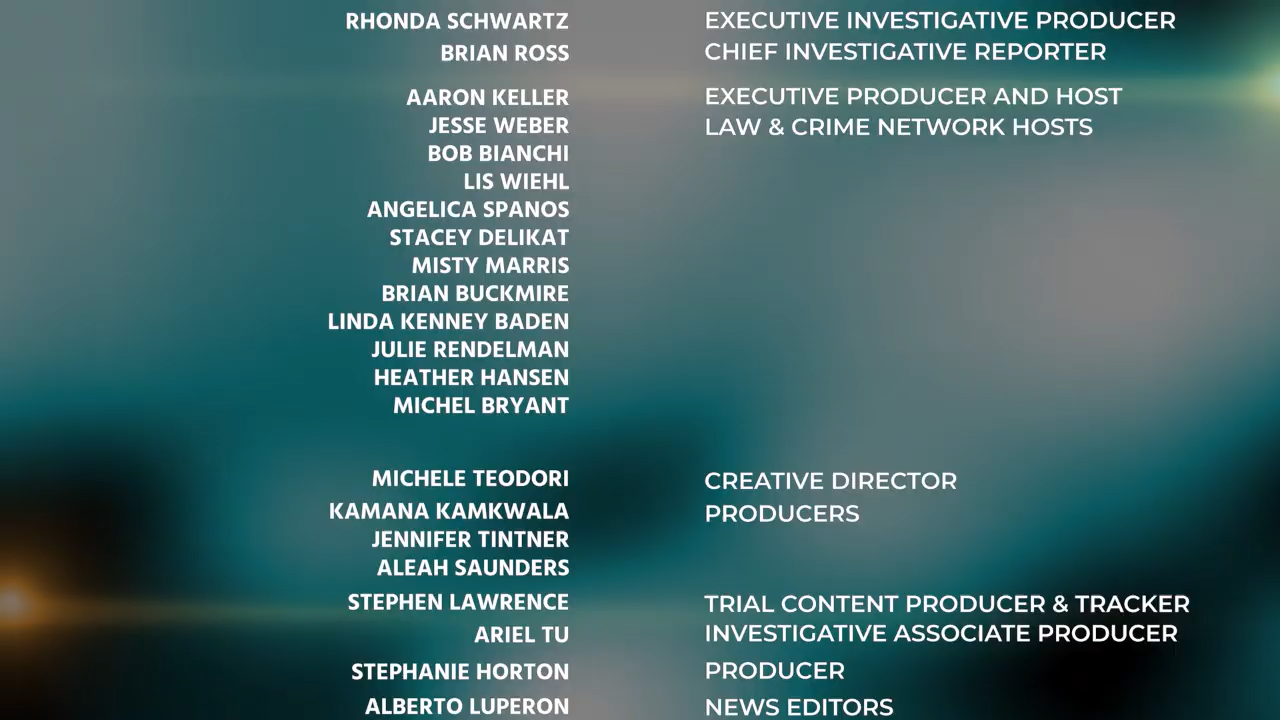 RHONDA SCHWARTZ EXECUTIVE INVESTIGATIVE PRODUCER
BRIAN ROSS CHIEF INVESTIGATIVE REPORTER
AARON KELLER EXECUTIVE PRODUCER AND HOST
JESSE WEBER LAW & CRIME NETWORK HOSTS
BOB BIANCHI
LIS WIEHL
ANGELICA SPANOS
STACEY DELIKAT
MISTY MARRIS
BRIAN BUCKMIRE
LINDA KENNEY BADEN
JULIE RENDELMAN
HEATHER HANSEN
MICHEL BRYANT
MICHELE TEODORI CREATIVE DIRECTOR
KAMANA KAMKWALA PRODUCERS
JENNIFER TINTNER
ALEAH SAUNDERS
STEPHEN LAWRENCE TRIAL CONTENT PRODUCER & TRACKER
ARIEL TU INVESTIGATIVE ASSOCIATE PRODUCER
STEPHANIE HORTON PRODUCER
ALBERTO LUPERON NEWS EDITORS